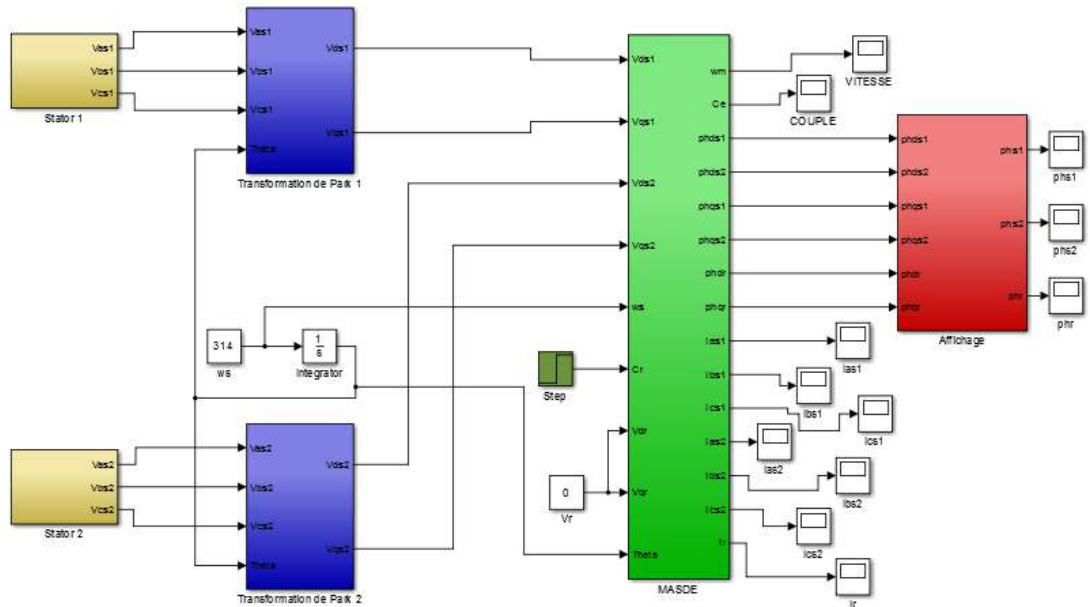 Vas1
Vbs1
Vcs1
Stator 1
Vas1
Vbs1
Vcs1
Theta
Vds1
Vqs1
Transformation de Park 1
314
ws
1
s
Integrator
Vas2
Vbs2
Vcs2
Stator 2
Vas2
Vbs2
Vcs2
Theta
Vds2
Vqs2
Transformation de Park 2
Step
0
Vr
Vds1
Vqs1
Vds2
Vqs2
ws
Cr
Vdr
Vqr
Theta
wm
Ce
phds1
phds2
phqs1
phqs2
phdr
phqr
Ias1
Ibs1
Ics1
Ias2
Ibs2
Ics2
Ir
MASDE
VITESSE
COUPLE
phds1
phds2
phqs1
phqs2
phdr
phqr
phs1
phs2
phr
Affichage
phs1
phs2
phr
Ias1
Ibs1
Ics1
Ias2
Ibs2
Ics2
Ir